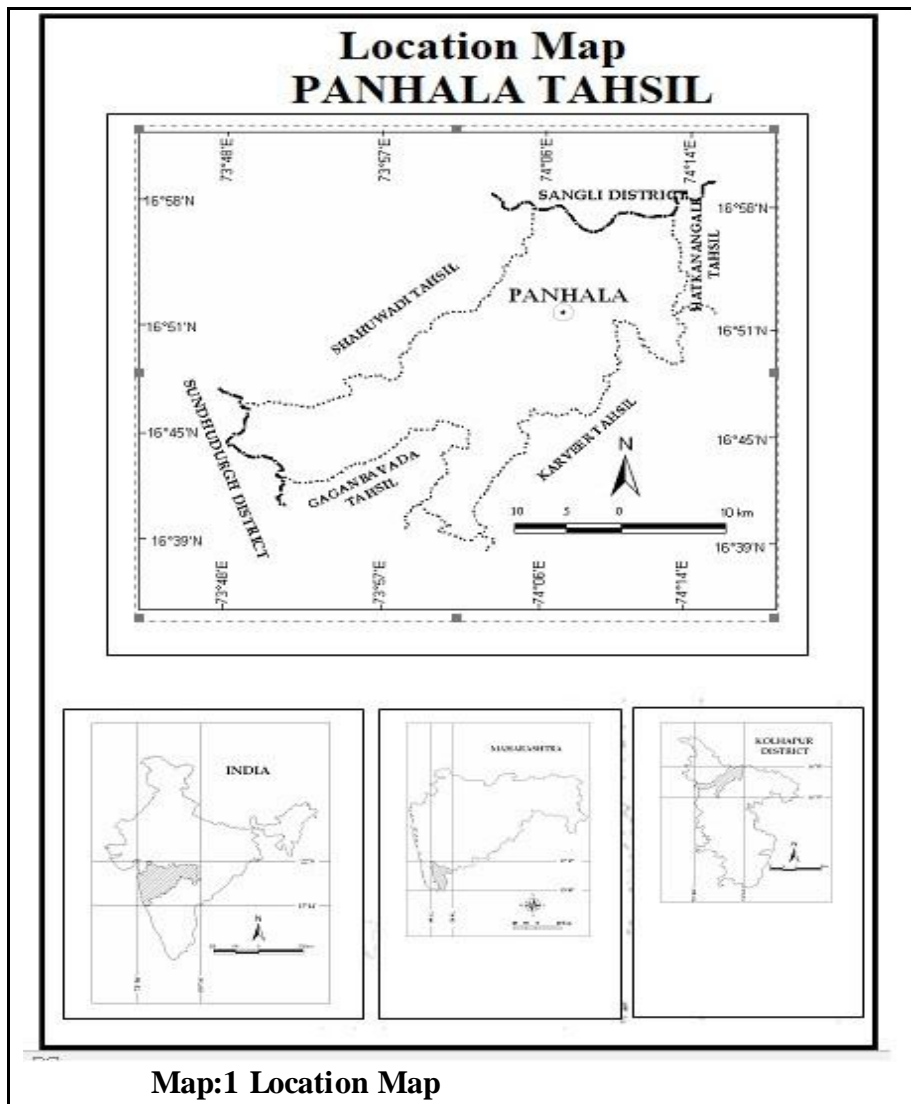 Location Map
PANHALA TAHSIL
73°48'E
73°57'E
74°06'E
74°14'E
16°58'N
SANGLI DISTRICT
16°58'N
HATKANANGALE
TAHSIL
SHAHUWADI TAHSIL
PANHALA
16°51'N
16°51'N
SUNDHUDURGH DISTRICT
16°45'N
16°45'N
GAGANBAVADA
TAHSIL
KARVEER TAHSIL
N
10 5 0 10 km
16°39'N
16°39'N
73°48'E
73°57'E
74°06'E
74°14'E
INDIA
N
MAHARASHTRA
KOLHAPUR
DISTRICT
N
Map:1 Location Map